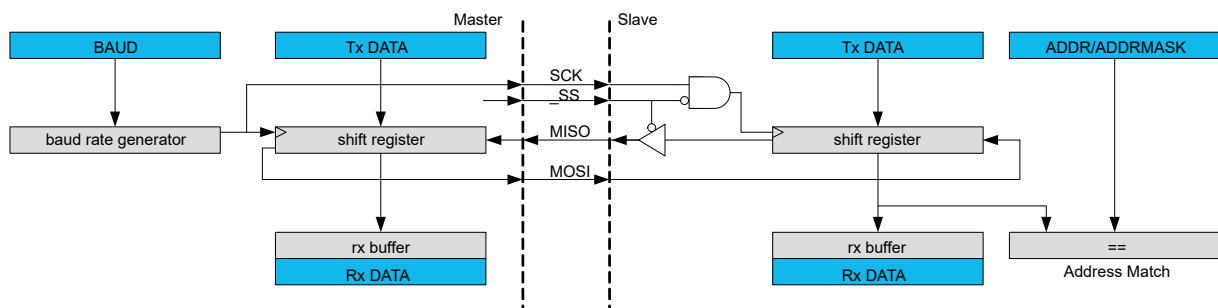 Master
Slave
BAUD
Tx DATA
Tx DATA
ADDR/ADDRMASK
SCK
_SS
baud rate generator
shift register
MISO
shift register
MOSI
rx buffer
rx buffer
==
Rx DATA
Rx DATA
Address Match